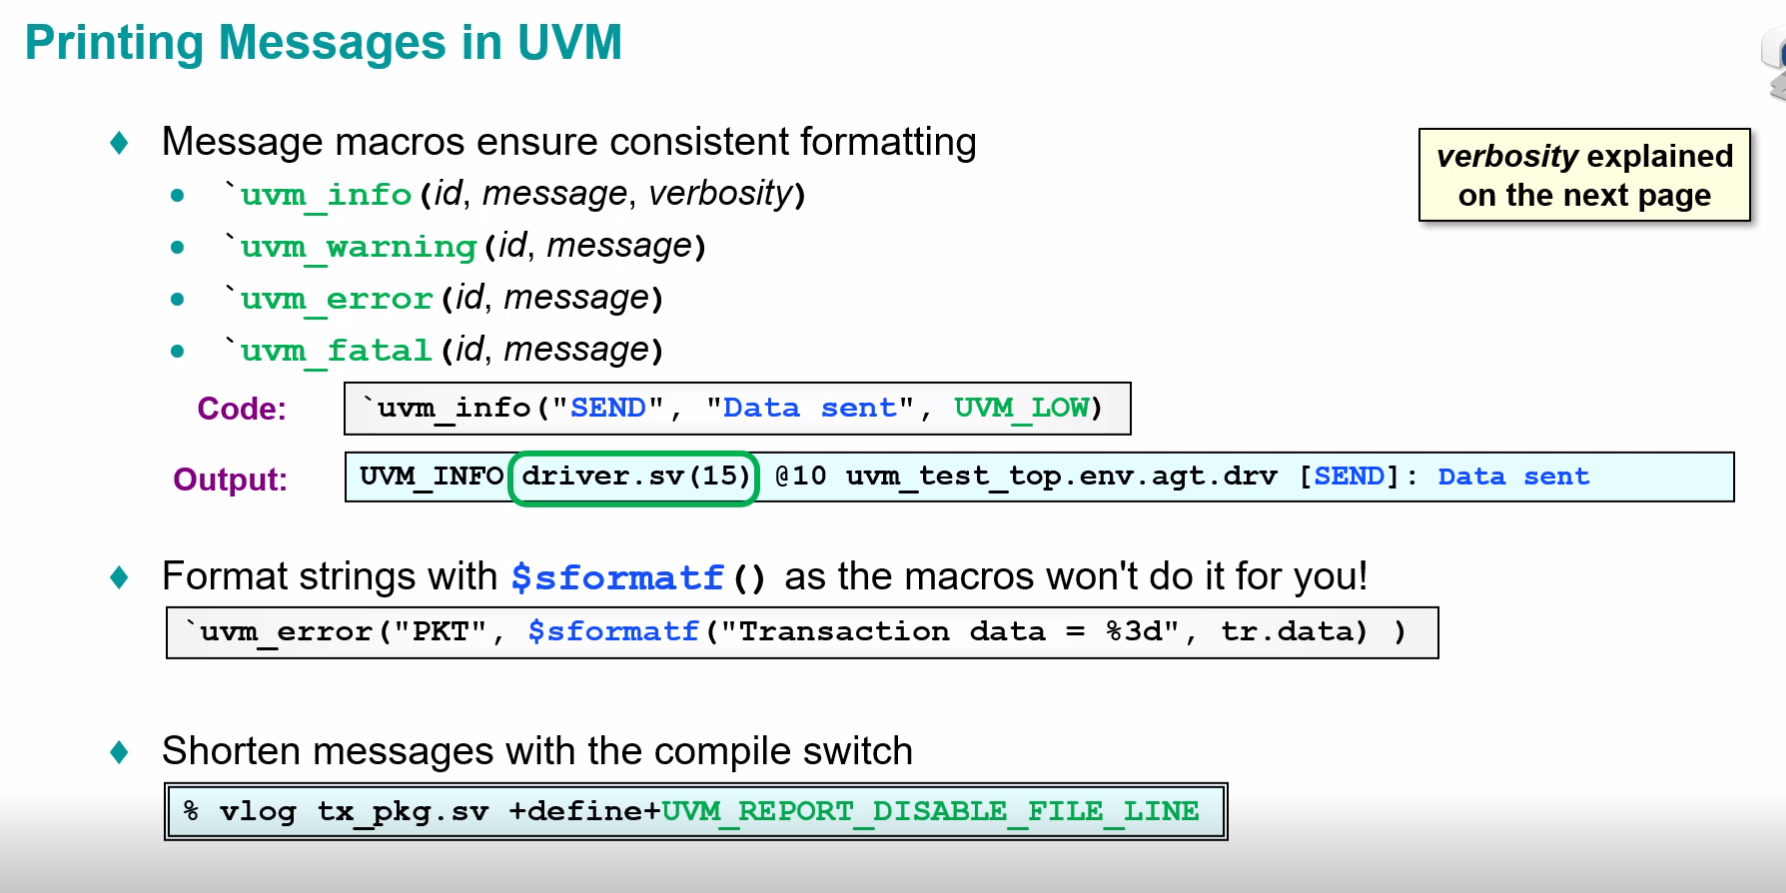 Printing Messages in UVM
Message macros ensure consistent formatting
verbosity explained
on the next page
`uvm_info(id, message, verbosity)
`uvm_warning(id, message)
`uvm_error(id, message)
`uvm_fatal(id, message)
Code: `uvm_info("SEND", "Data sent", UVM_LOW)
Output: UVM_INFO driver.sv(15) @10 uvm_test_top.env.agt.drv [SEND]: Data sent
Format strings with $sformatf() as the macros won't do it for you!
`uvm_error("PKT", $sformatf("Transaction data = %3d", tr.data) )
Shorten messages with the compile switch
% vlog tx_pkg.sv +define+UVM_REPORT_DISABLE_FILE_LINE